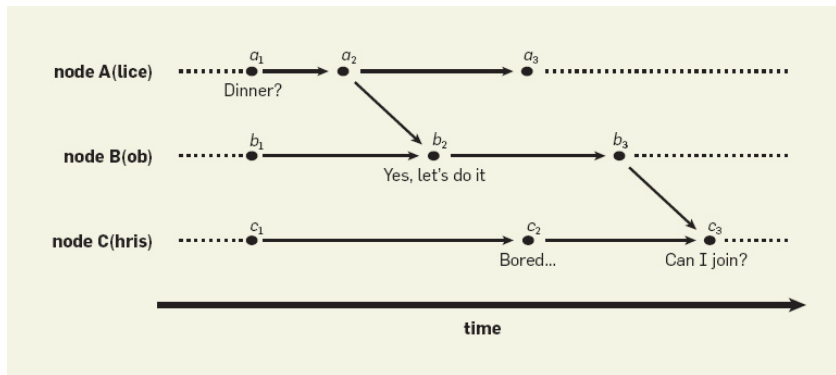 a1 a2 a3
node A(lice)
Dinner?
b1 b2 b3
node B(ob)
Yes, let's do it
c1 c2 c3
node C(hris)
Bored... Can I join?
time